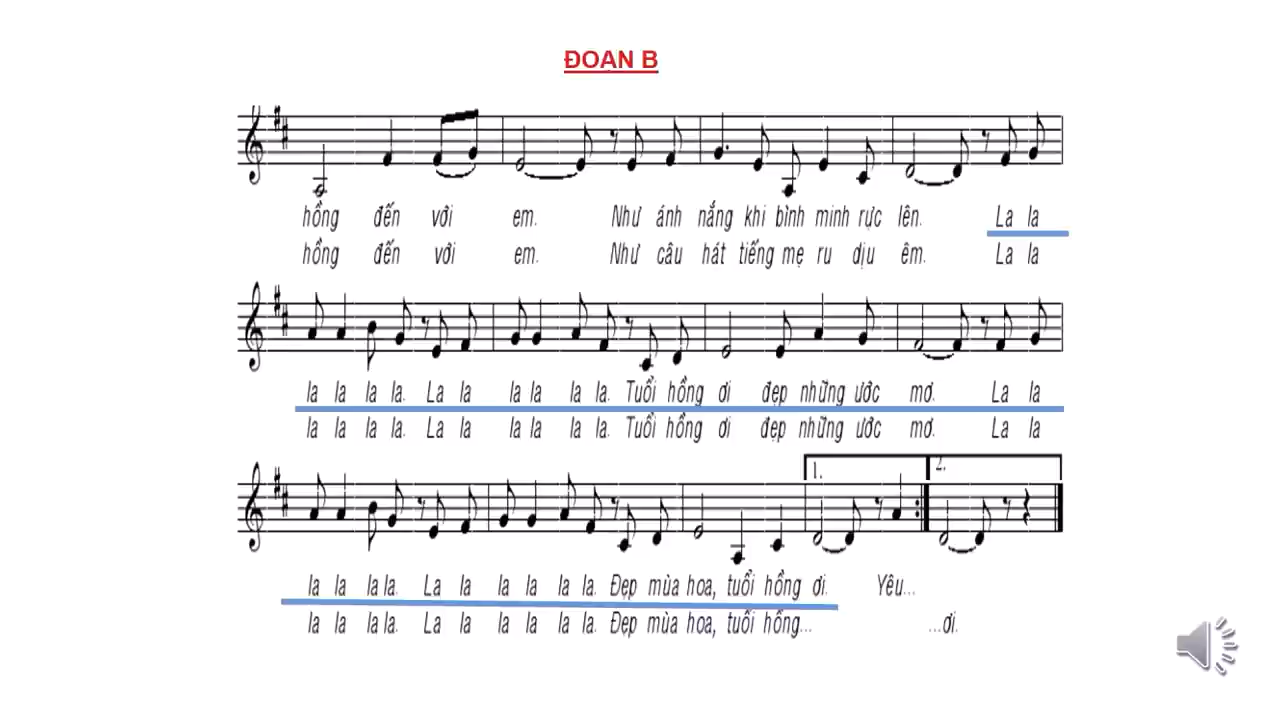 ĐOẠN B
hồng đến với em. Như ánh nắng khi bình minh rực lên. La la
hồng đến với em. Như câu hát tiếng mẹ ru dịu êm. La la
la la la la. La la la la la la. Tuổi hồng ơi đẹp những ước mơ. La la
la la la la. La la la la la la. Tuổi hồng ơi đẹp những ước mơ. La la
1. 2.
la la la la. La la la la la la. Đẹp mùa hoa, tuổi hồng ơi. Yêu...
la la la la. La la la la la la. Đẹp mùa hoa, tuổi hồng... ...ơi.